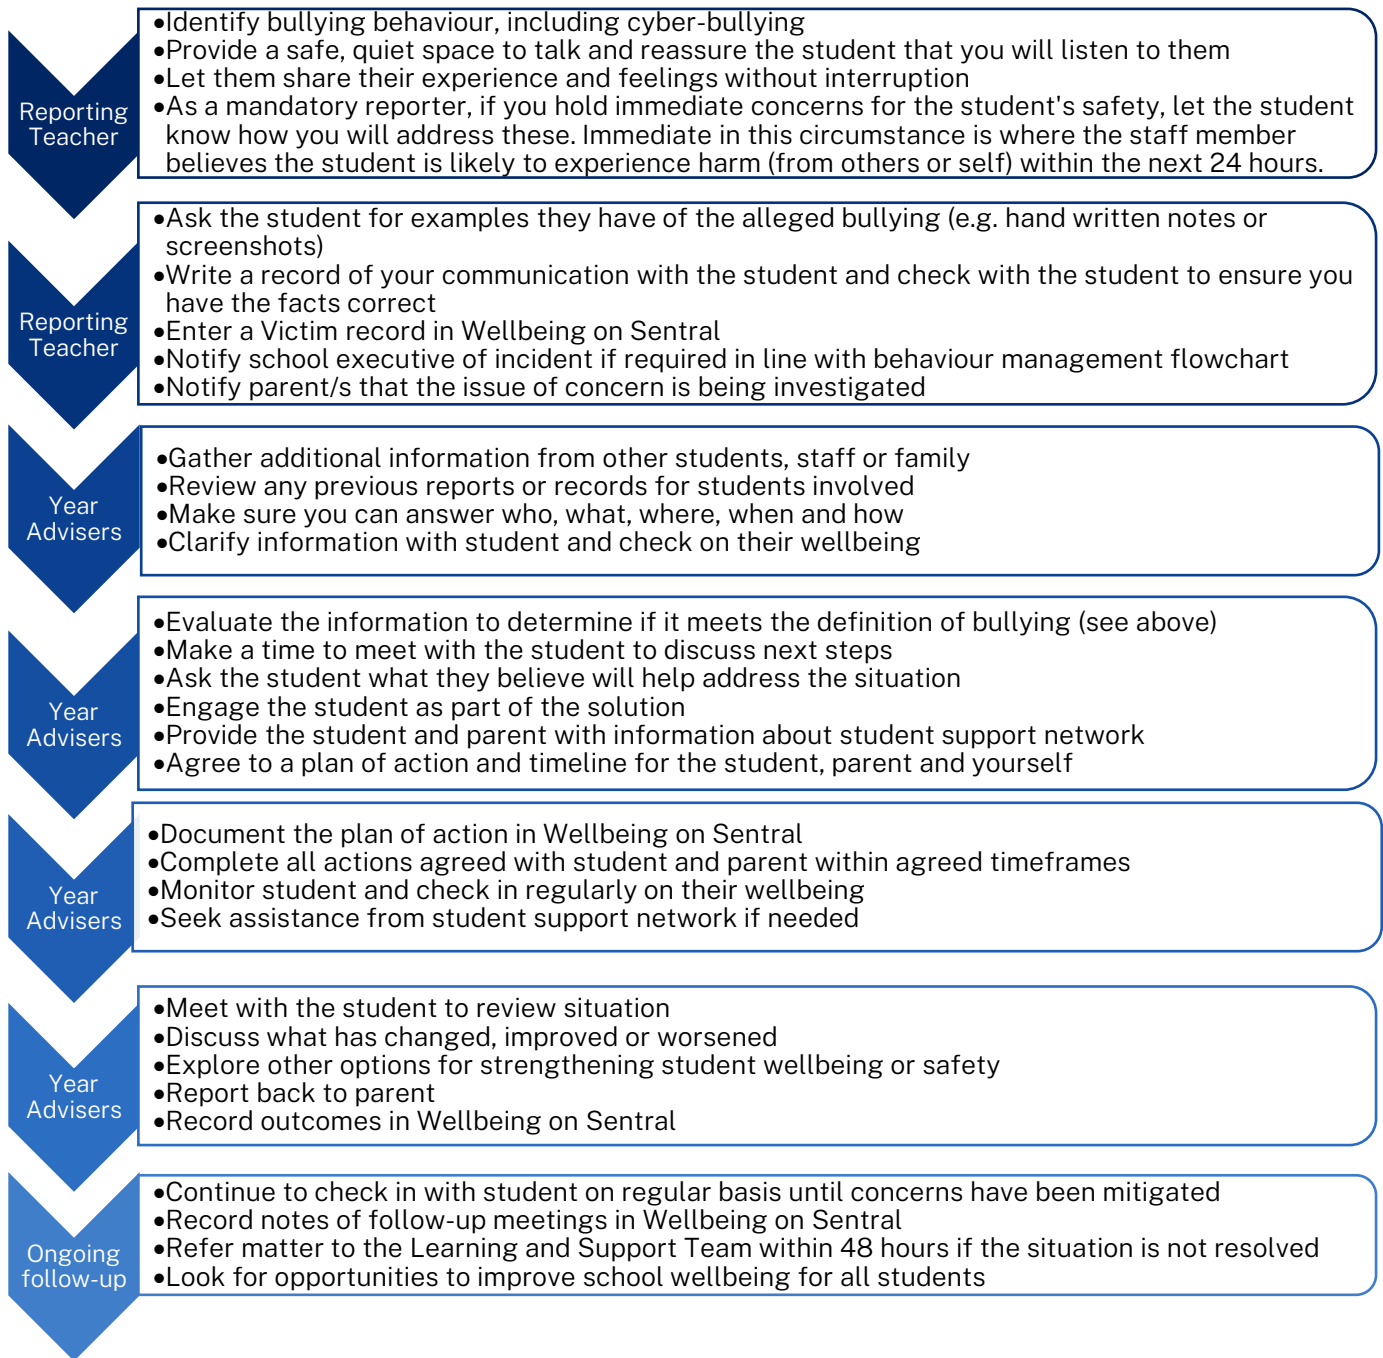 Reporting
Teacher
•Identify bullying behaviour, including cyber-bullying
•Provide a safe, quiet space to talk and reassure the student that you will listen to them
•Let them share their experience and feelings without interruption
•As a mandatory reporter, if you hold immediate concerns for the student's safety, let the student
know how you will address these. Immediate in this circumstance is where the staff member
believes the student is likely to experience harm (from others or self) within the next 24 hours.
Reporting
Teacher
•Ask the student for examples they have of the alleged bullying (e.g. hand written notes or
screenshots)
•Write a record of your communication with the student and check with the student to ensure you
have the facts correct
•Enter a Victim record in Wellbeing on Sentral
•Notify school executive of incident if required in line with behaviour management flowchart
•Notify parent/s that the issue of concern is being investigated
Year
Advisers
•Gather additional information from other students, staff or family
•Review any previous reports or records for students involved
•Make sure you can answer who, what, where, when and how
•Clarify information with student and check on their wellbeing
Year
Advisers
•Evaluate the information to determine if it meets the definition of bullying (see above)
•Make a time to meet with the student to discuss next steps
•Ask the student what they believe will help address the situation
•Engage the student as part of the solution
•Provide the student and parent with information about student support network
•Agree to a plan of action and timeline for the student, parent and yourself
Year
Advisers
•Document the plan of action in Wellbeing on Sentral
•Complete all actions agreed with student and parent within agreed timeframes
•Monitor student and check in regularly on their wellbeing
•Seek assistance from student support network if needed
Year
Advisers
•Meet with the student to review situation
•Discuss what has changed, improved or worsened
•Explore other options for strengthening student wellbeing or safety
•Report back to parent
•Record outcomes in Wellbeing on Sentral
Ongoing
follow-up
•Continue to check in with student on regular basis until concerns have been mitigated
•Record notes of follow-up meetings in Wellbeing on Sentral
•Refer matter to the Learning and Support Team within 48 hours if the situation is not resolved
•Look for opportunities to improve school wellbeing for all students